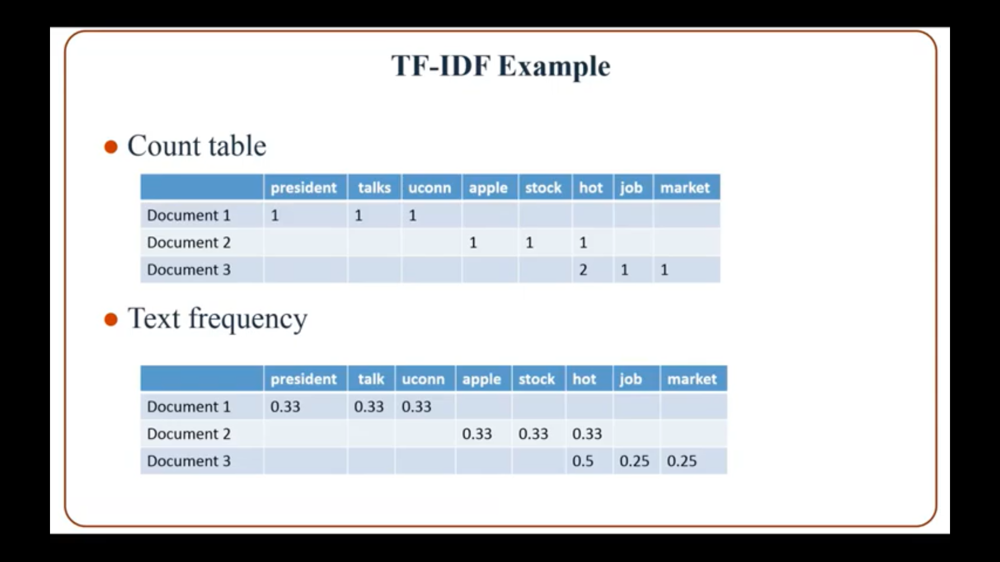 TF-IDF Example
Count table
president talks uconn apple stock hot job market
Document 1 1 1 1
Document 2 1 1 1
Document 3 2 1 1
Text frequency
president talk uconn apple stock hot job market
Document 1 0.33 0.33 0.33
Document 2 0.33 0.33 0.33
Document 3 0.5 0.25 0.25